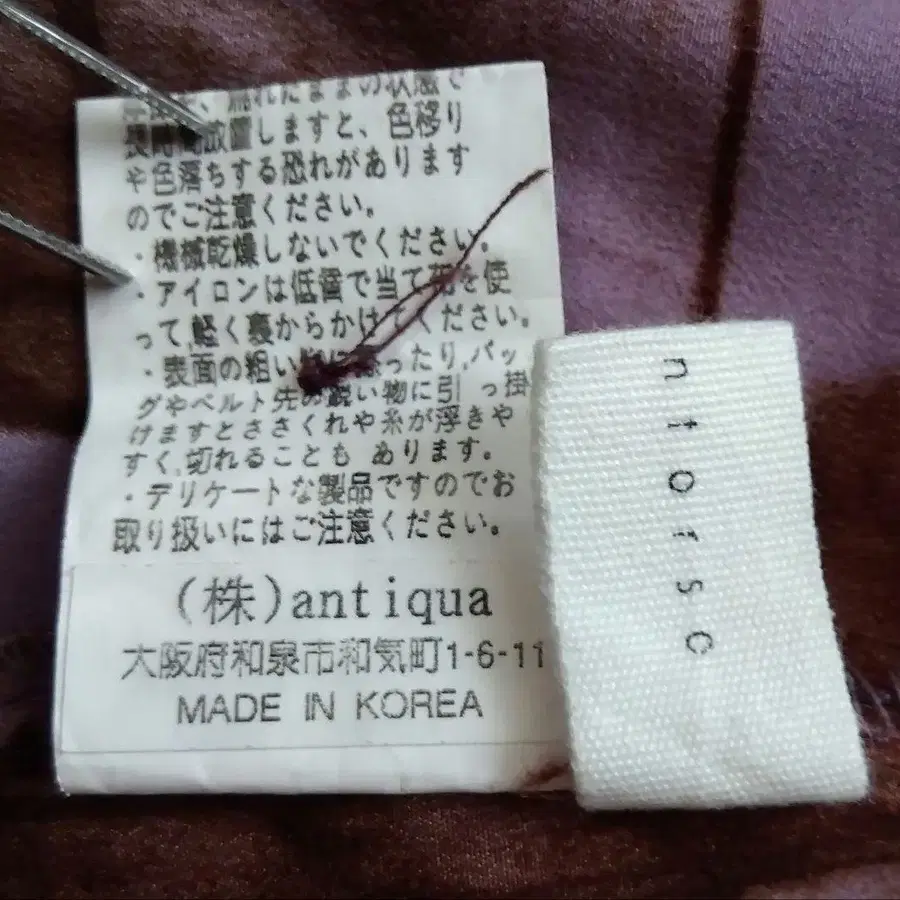 、濡れたままの状態で
長時間放置しますと、色移り
や色落ちする恐れがあります
のでご注意ください。
・機械乾燥しないでください。
・アイロンは低温で当て布を使
って,軽く裏からかけてください。
・表面の粗い物に擦ったり,バッ
グやベルト先の鋭い物に引っ掛
けますとささくれや糸が浮きや
すく,切れることもあります。
・デリケートな製品ですのでお
取り扱いにはご注意ください。
(株)antiqua
大阪府和泉市和気町1-6-11
MADE IN KOREA
ntorsc